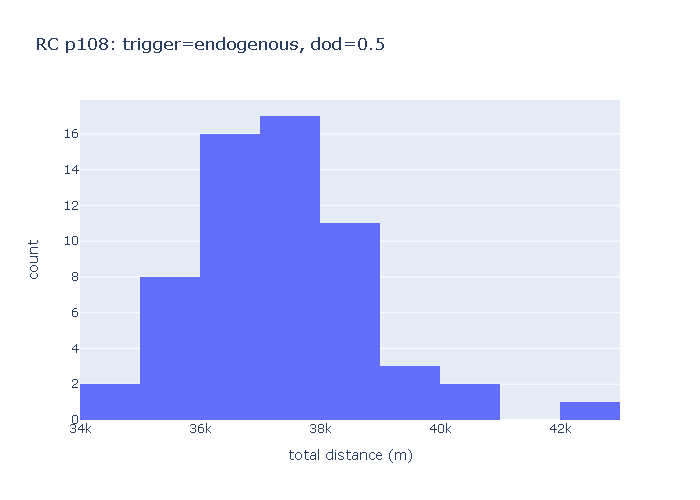 RC p108: trigger=endogenous, dod=0.5
16
14
12
10
8
6
4
2
0
34k 36k 38k 40k 42k
count
total distance (m)